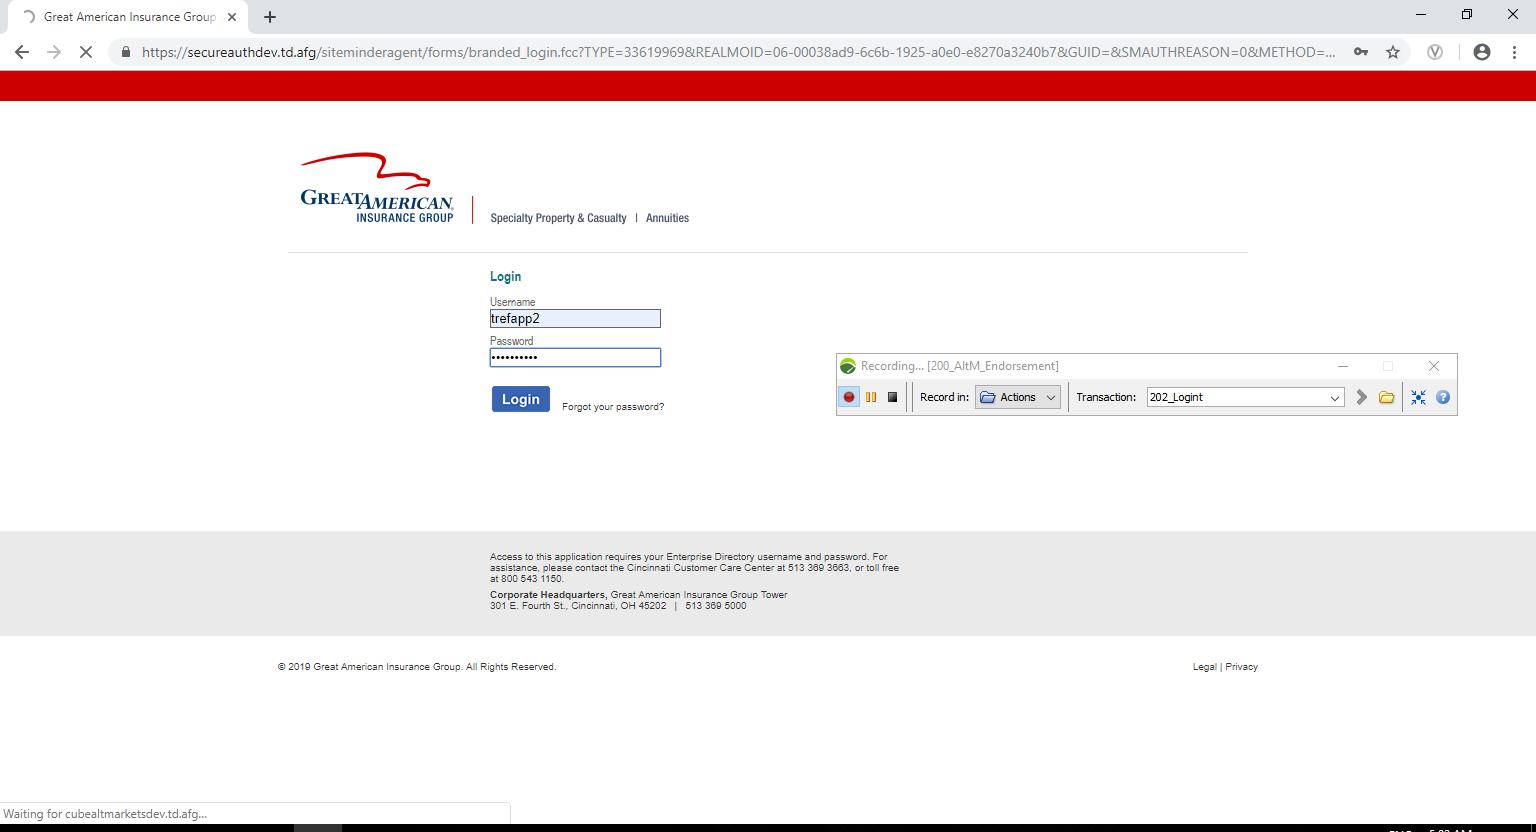 Great American Insurance Group
https://secureauthdev.td.afg/siteminderagent/forms/branded_login.fcc?TYPE=33619969&REALMOID=06-00038ad9-6c6b-1925-a0e0-e8270a3240b7&GUID=&SMAUTHREASON=0&METHOD=...
GREATAMERICAN.
INSURANCE GROUP
Specialty Property & Casualty | Annuities
Login
Username
trefapp2
Password
••••••••••
Login
Forgot your password?
Recording... [200_AltM_Endorsement]
Record in: Actions Transaction: 202_Logint
Access to this application requires your Enterprise Directory username and password. For
assistance, please contact the Cincinnati Customer Care Center at 513 369 3663, or toll free
at 800 543 1150.
Corporate Headquarters, Great American Insurance Group Tower
301 E. Fourth St., Cincinnati, OH 45202 | 513 369 5000
© 2019 Great American Insurance Group. All Rights Reserved.
Legal | Privacy
Waiting for cubealtmarketsdev.td.afg...